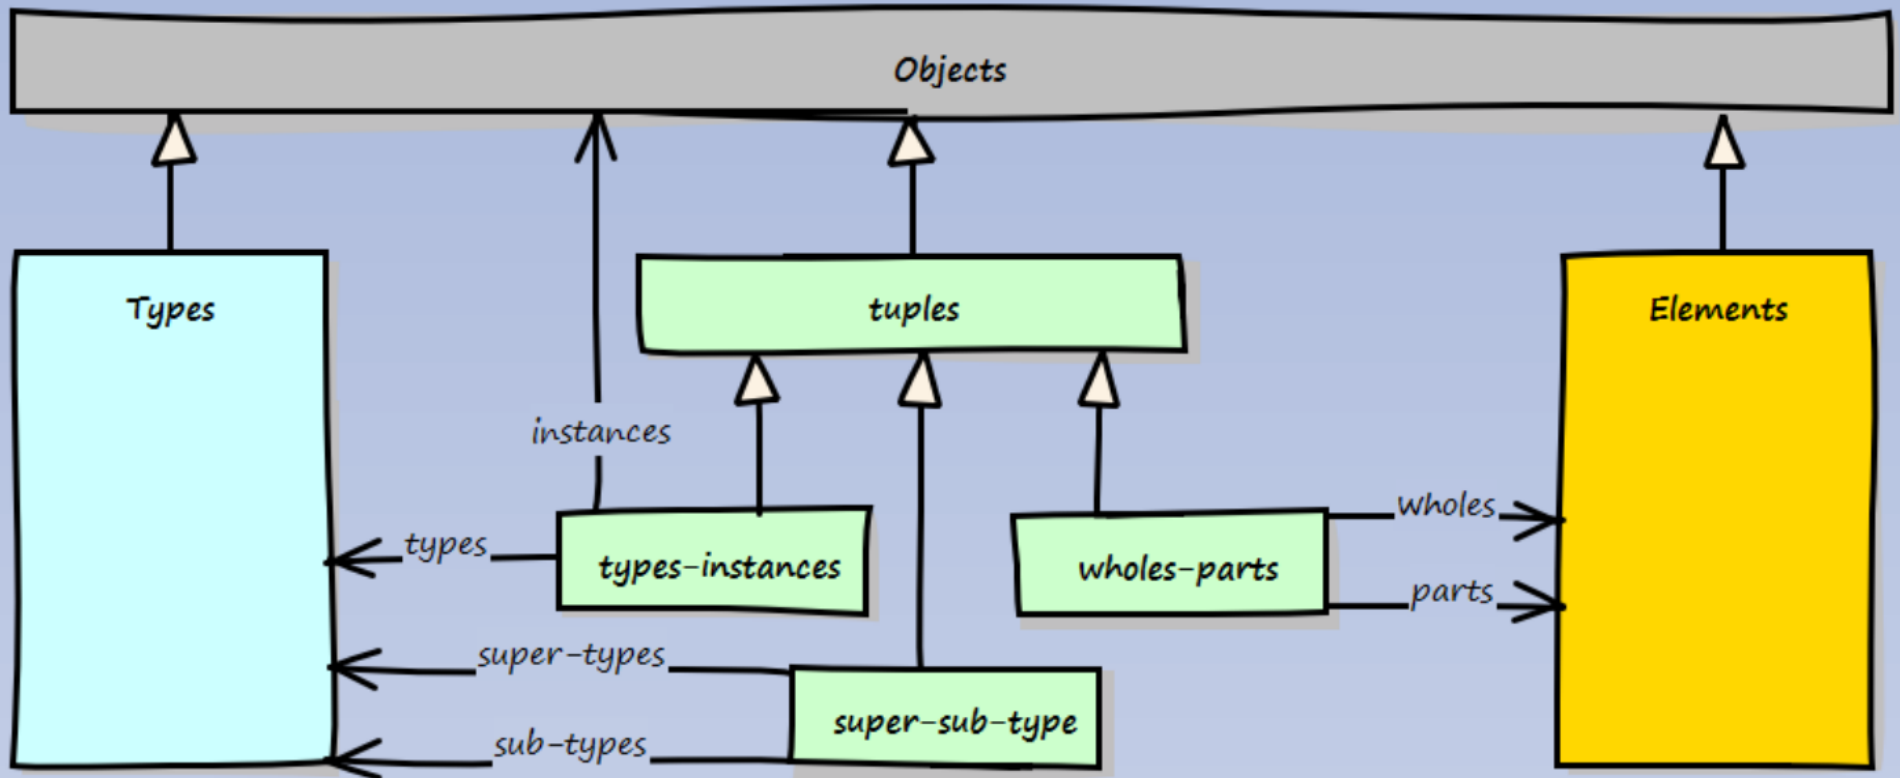 Objects
Types
tuples
Elements
instances
wholes
types
types-instances
wholes-parts
parts
super-types
super-sub-type
sub-types